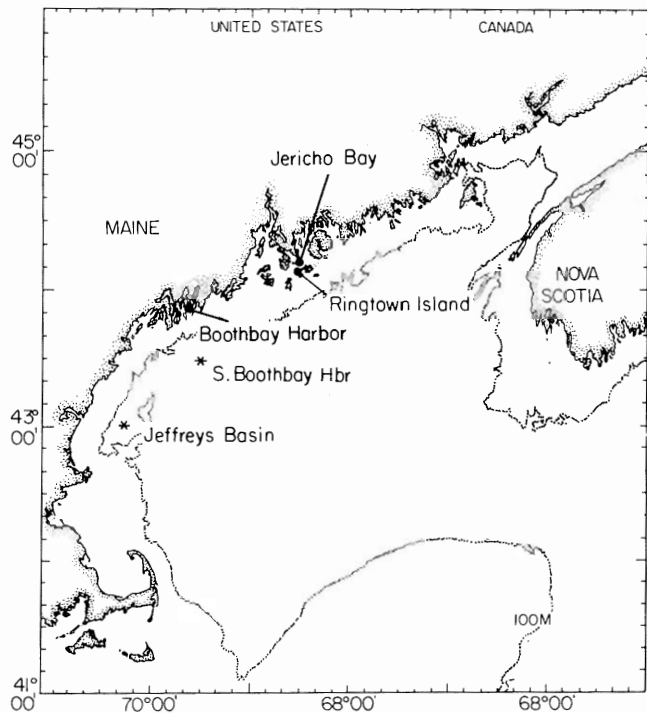 UNITED STATES
CANADA
45°
00'
Jericho Bay
MAINE
NOVA
SCOTIA
Ringtown Island
Boothbay Harbor
S. Boothbay Hbr
43°
00'
Jeffreys Basin
100M
41°
00'
70°00'
68°00'
68°00'